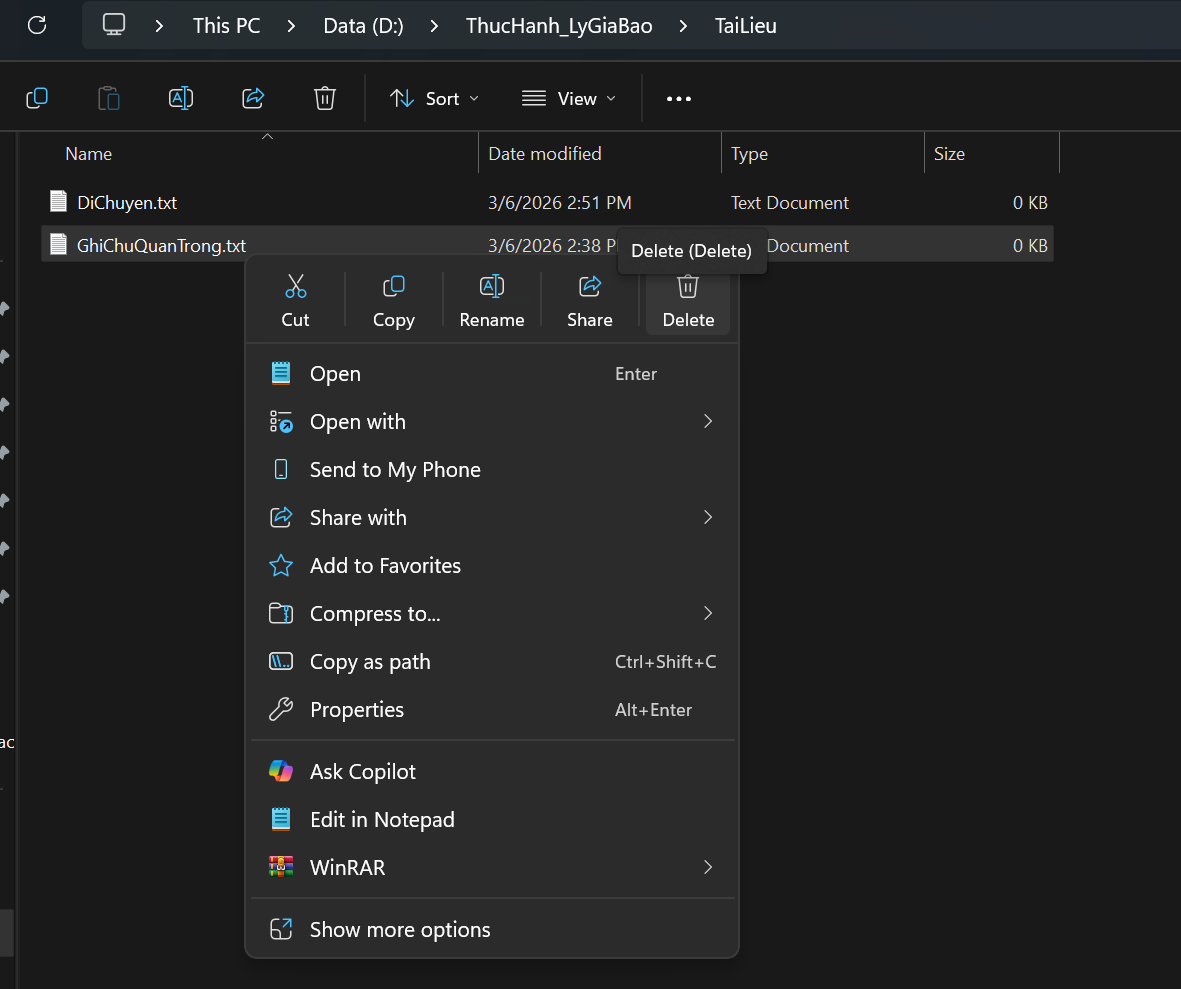 This PC > Data (D:) > ThucHanh_LyGiaBao > TaiLieu
Sort View
Name Date modified Type Size
DiChuyen.txt 3/6/2026 2:51 PM Text Document 0 KB
GhiChuQuanTrong.txt 3/6/2026 2:38 Document 0 KB
Delete (Delete)
Cut Copy Rename Share Delete
Open Enter
Open with
Send to My Phone
Share with
Add to Favorites
Compress to...
Copy as path Ctrl+Shift+C
Properties Alt+Enter
Ask Copilot
Edit in Notepad
WinRAR
Show more options